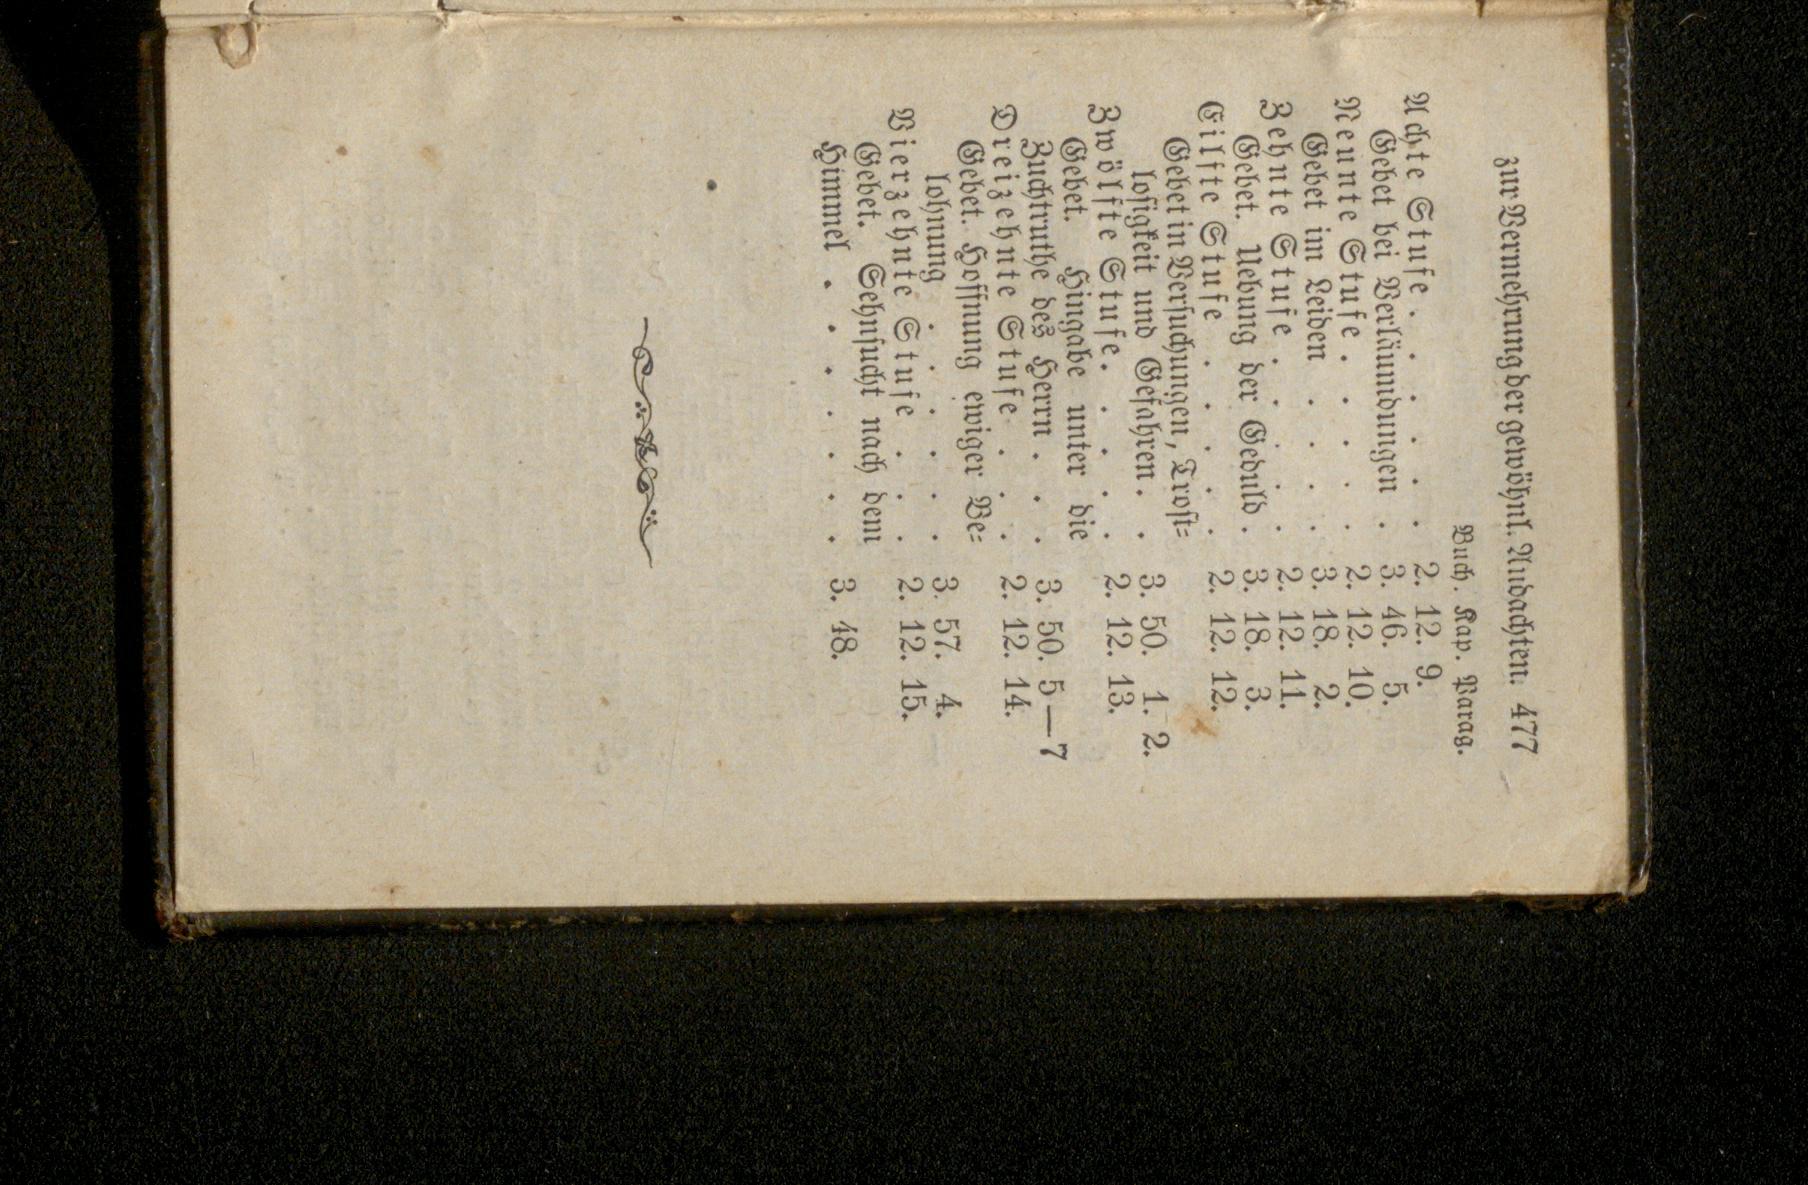 zur Vermehrung der gewöhnl. Andachten. 477
Buch. Kap. Parag.
Achte Stufe . . . . . . 2. 12. 9.
Gebet bei Verläumdungen . 3. 46. 5.
Neunte Stufe . . . . . 2. 12. 10.
Gebet im Leiden . . . . 3. 18. 2.
Zehnte Stufe . . . . . 2. 12. 11.
Gebet. Uebung der Geduld . 3. 18. 3.
Eilfte Stufe . . . . . 2. 12. 12.
Gebet in Versuchungen, Trost=
losigkeit und Gefahren . . 3. 50. 1. 2.
Zwölfte Stufe . . . . . 2. 12. 13.
Gebet. Hingabe unter die
Zuchtruthe des Herrn . . . 3. 50. 5—7
Dreizehnte Stufe . . . 2. 12. 14.
Gebet. Hoffnung ewiger Be=
lohnung . . . . . . 3. 57. 4.
Vierzehnte Stufe . . . 2. 12. 15.
Gebet. Sehnsucht nach dem
Himmel . . . . . . . 3. 48.